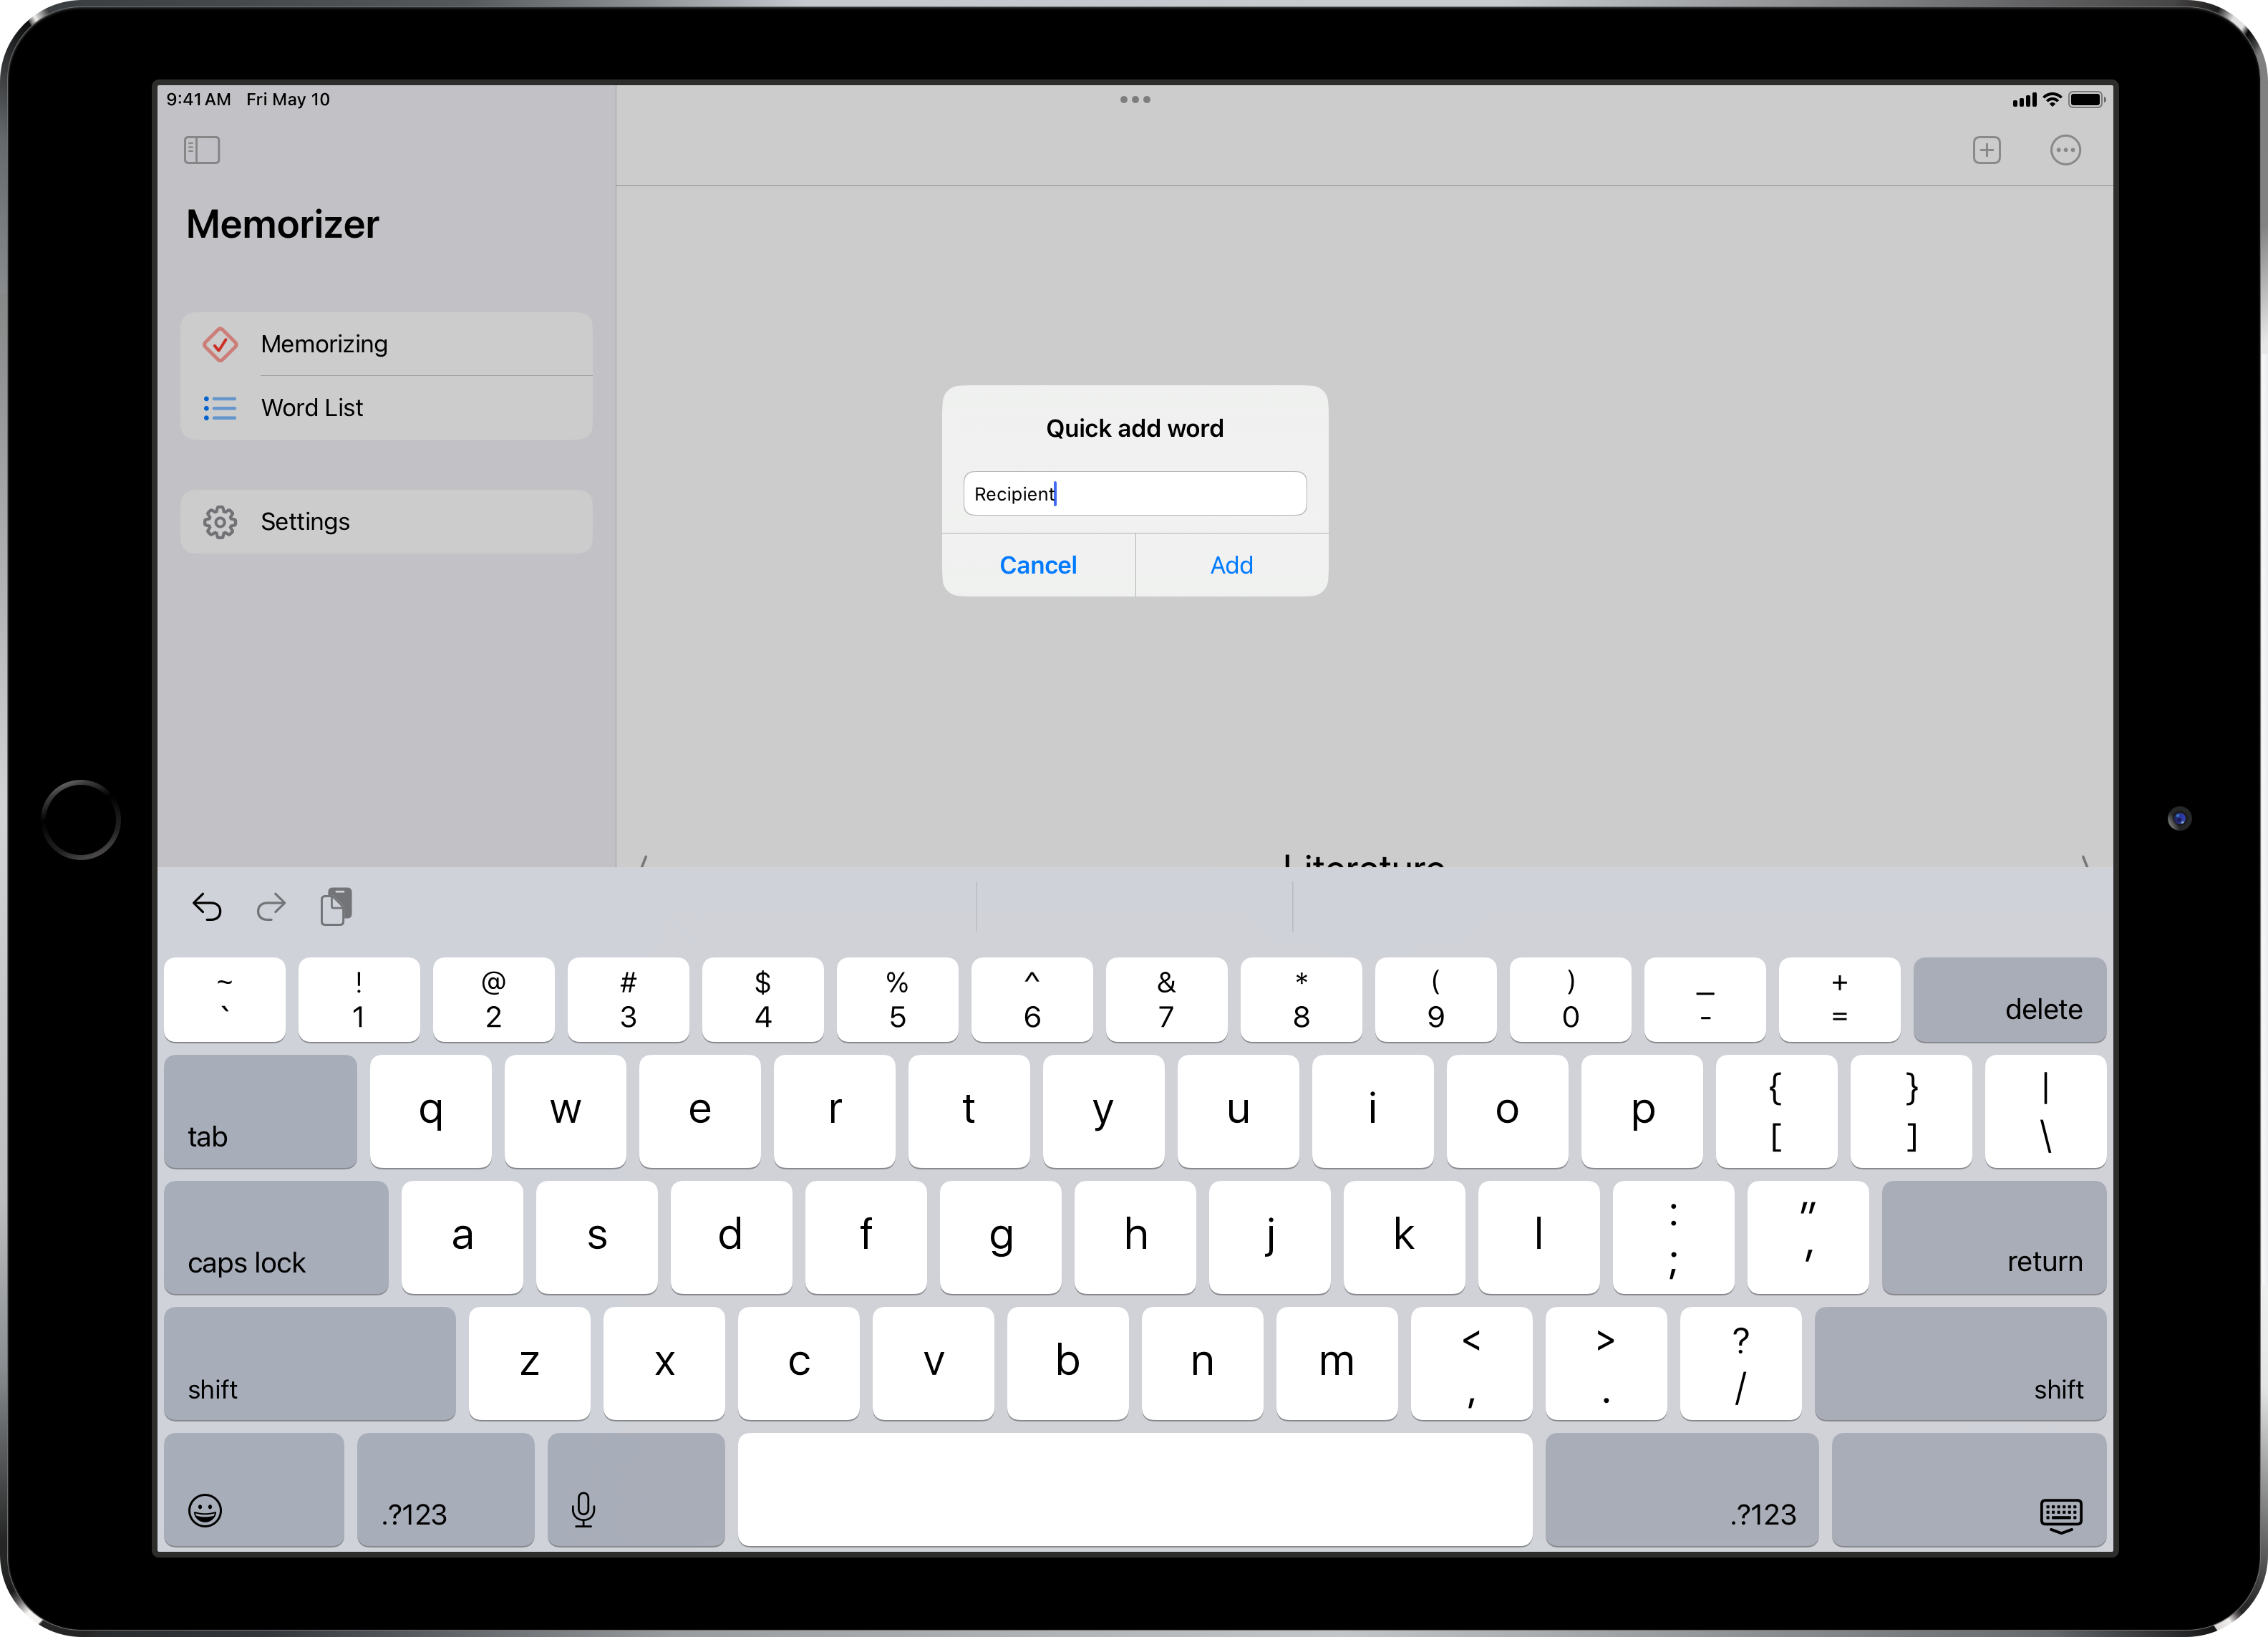 9:41 AM Fri May 10
Memorizer
Memorizing
Word List
Settings
Quick add word
Recipient
Cancel Add
Literature
~ ! @ # $ % ^ & * ( ) _ +
` 1 2 3 4 5 6 7 8 9 0 - = delete
tab q w e r t y u i o p { } |
[ ] \
caps lock a s d f g h j k l : "
; ' return
shift z x c v b n m < > ?
, . / shift
.?123 .?123